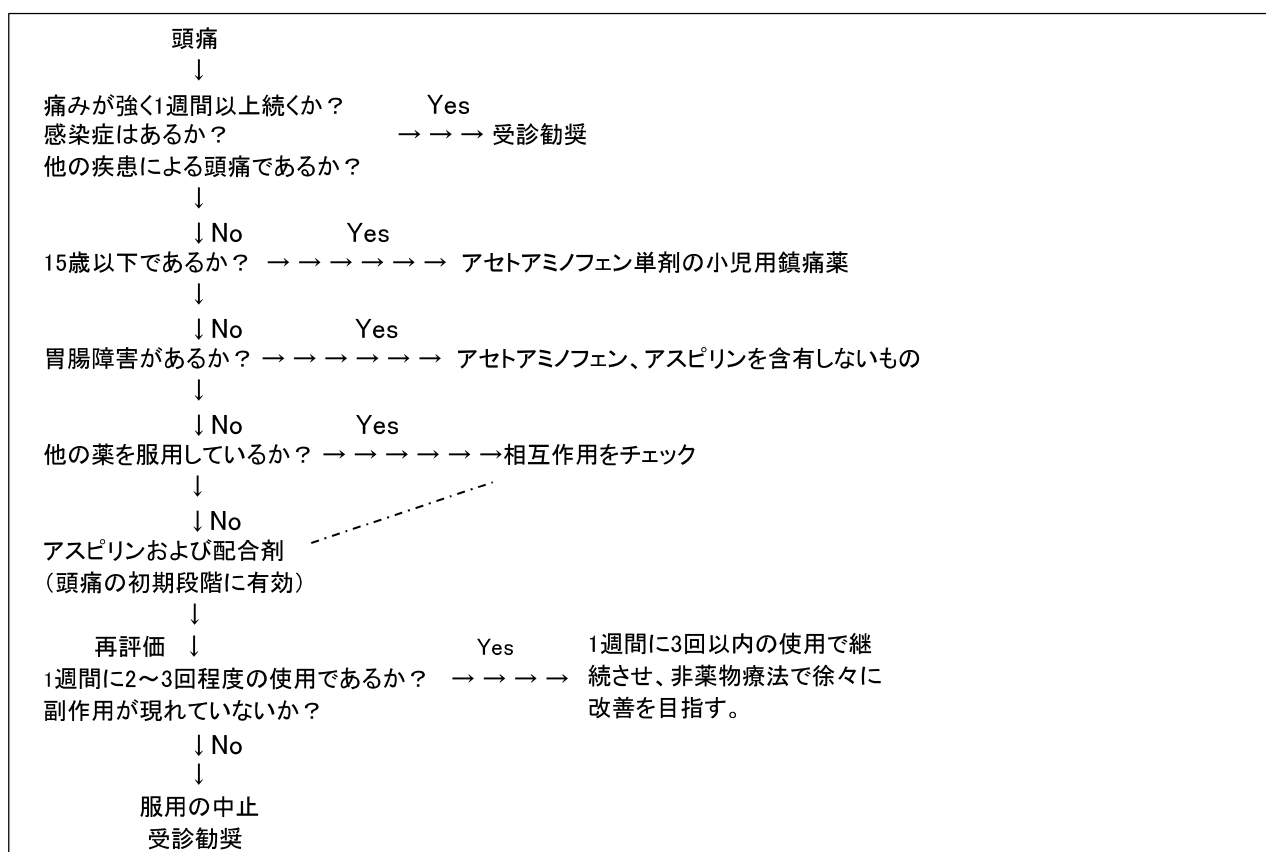 頭痛
↓
痛みが強く1週間以上続くか？ Yes
感染症はあるか？ → → → 受診勧奨
他の疾患による頭痛であるか？
↓
↓No Yes
15歳以下であるか？ → → → → → → アセトアミノフェン単剤の小児用鎮痛薬
↓
↓No Yes
胃腸障害があるか？ → → → → → → アセトアミノフェン、アスピリンを含有しないもの
↓
↓No Yes
他の薬を服用しているか？ → → → → → →相互作用をチェック
↓
↓No
アスピリンおよび配合剤
（頭痛の初期段階に有効）
↓
再評価 ↓ Yes 1週間に3回以内の使用で継
1週間に2～3回程度の使用であるか？ → → → → 続させ、非薬物療法で徐々に
副作用が現れていないか？ 改善を目指す。
↓No
↓
服用の中止
受診勧奨